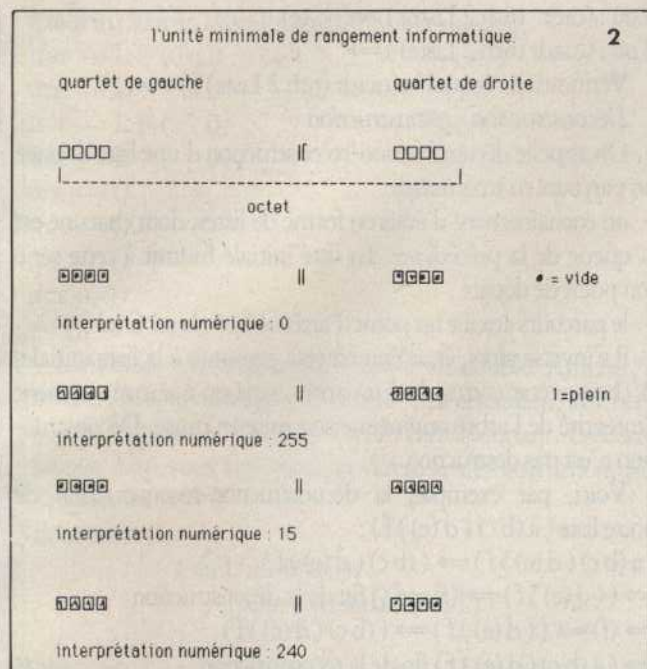 l'unité minimale de rangement informatique. 2
quartet de gauche quartet de droite
□□□□ || □□□□
octet
|| ø = vide
interprétation numérique : 0
|| 1=plein
interprétation numérique : 255
||
interprétation numérique : 15
||
interprétation numérique : 240